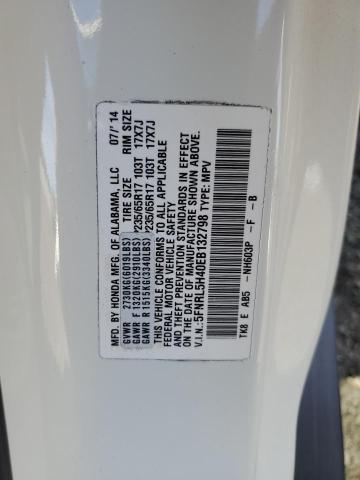 MFD. BY HONDA MFG OF ALABAMA, LLC 07/'14
TIRE SIZE RIM SIZE
GVWR 2730KG(6019LBS)
GAWR F 1320KG(2910LBS) P235/65R17 103T 17X7J
GAWR R 1515KG(3340LBS) P235/65R17 103T 17X7J
THIS VEHICLE CONFORMS TO ALL APPLICABLE
FEDERAL MOTOR VEHICLE SAFETY
AND THEFT PREVENTION STANDARDS IN EFFECT
ON THE DATE OF MANUFACTURE SHOWN ABOVE.
V.I.N.: 5FNRL5H40EB132798 TYPE: MPV
TK8 E AB5 - NH603P - F - B